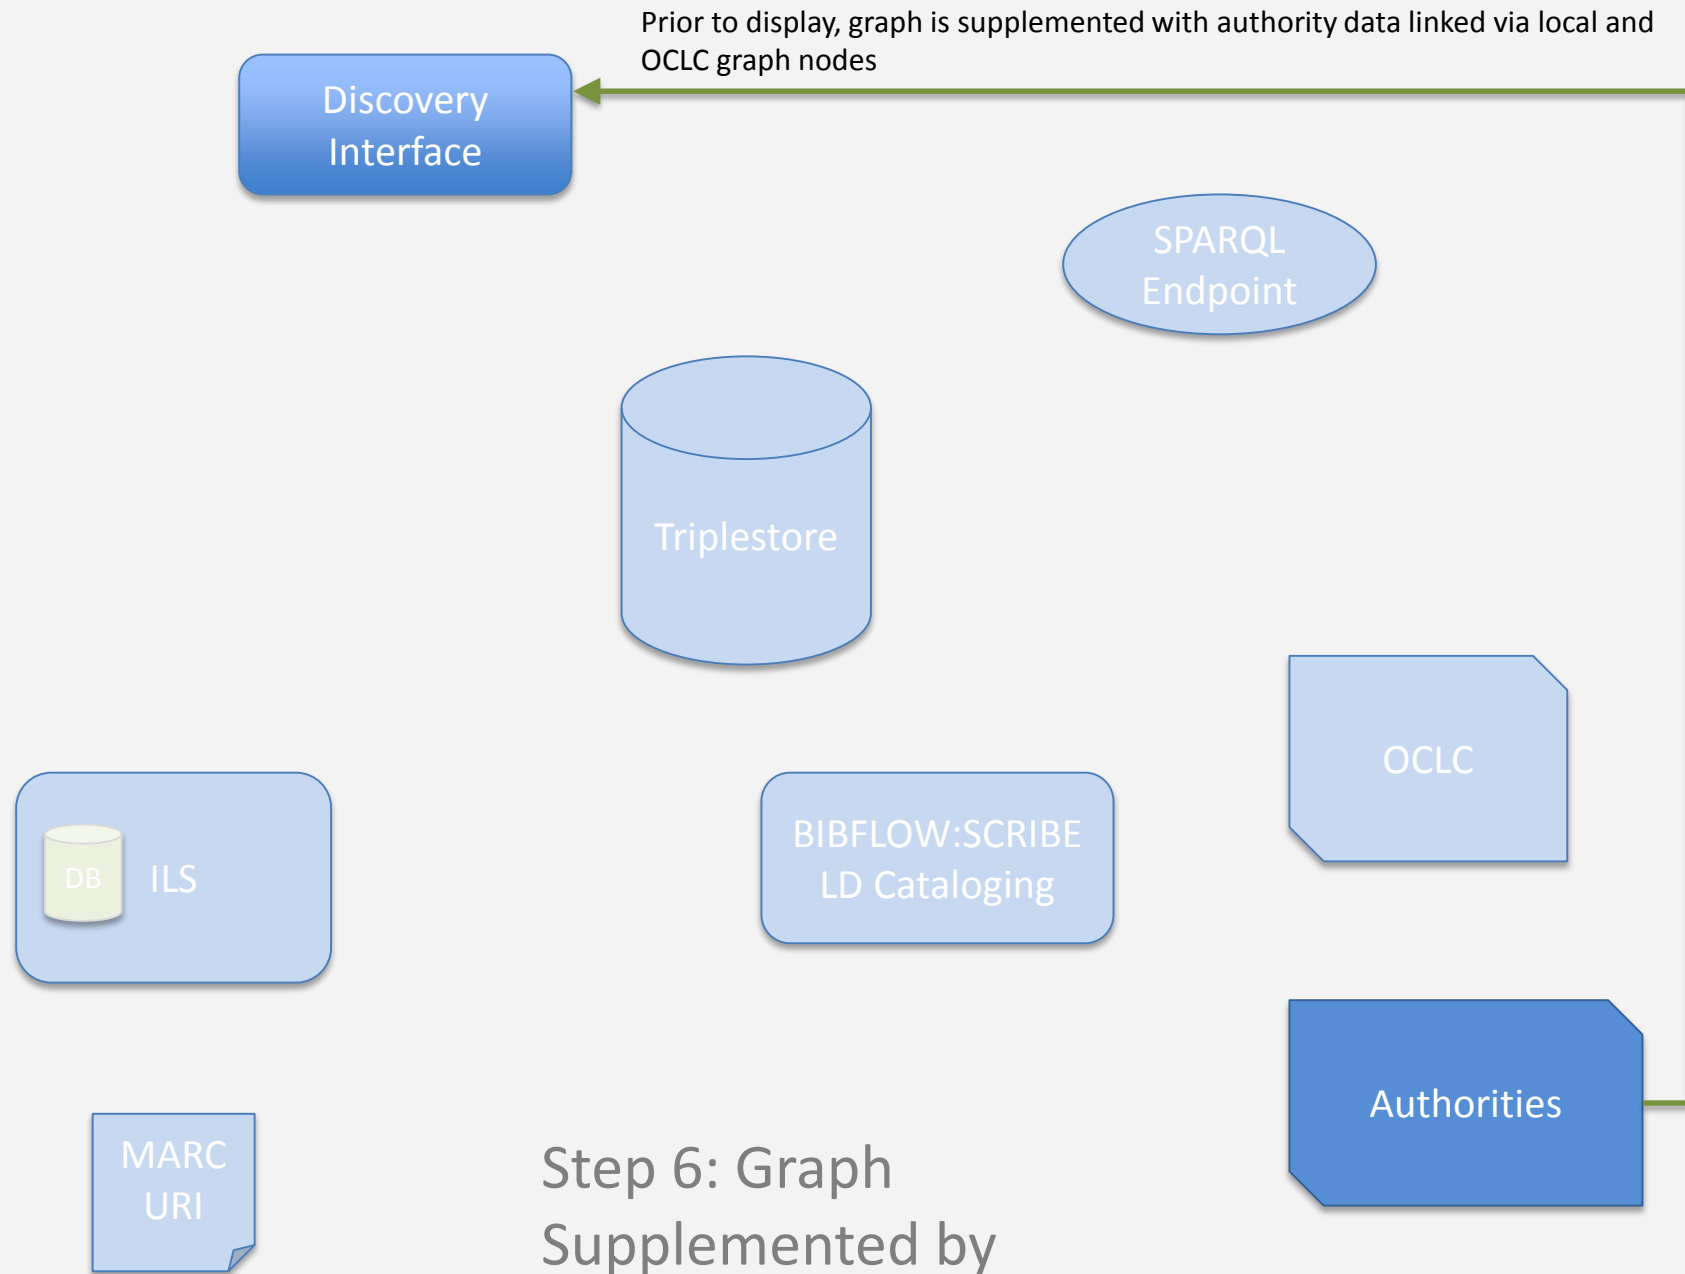 Prior to display, graph is supplemented with authority data linked via local and
OCLC graph nodes
Discovery
Interface
SPARQL
Endpoint
Triplestore
OCLC
BIBFLOW:SCRIBE
LD Cataloging
DB
ILS
Authorities
MARC
URI
Step 6: Graph
Supplemented by